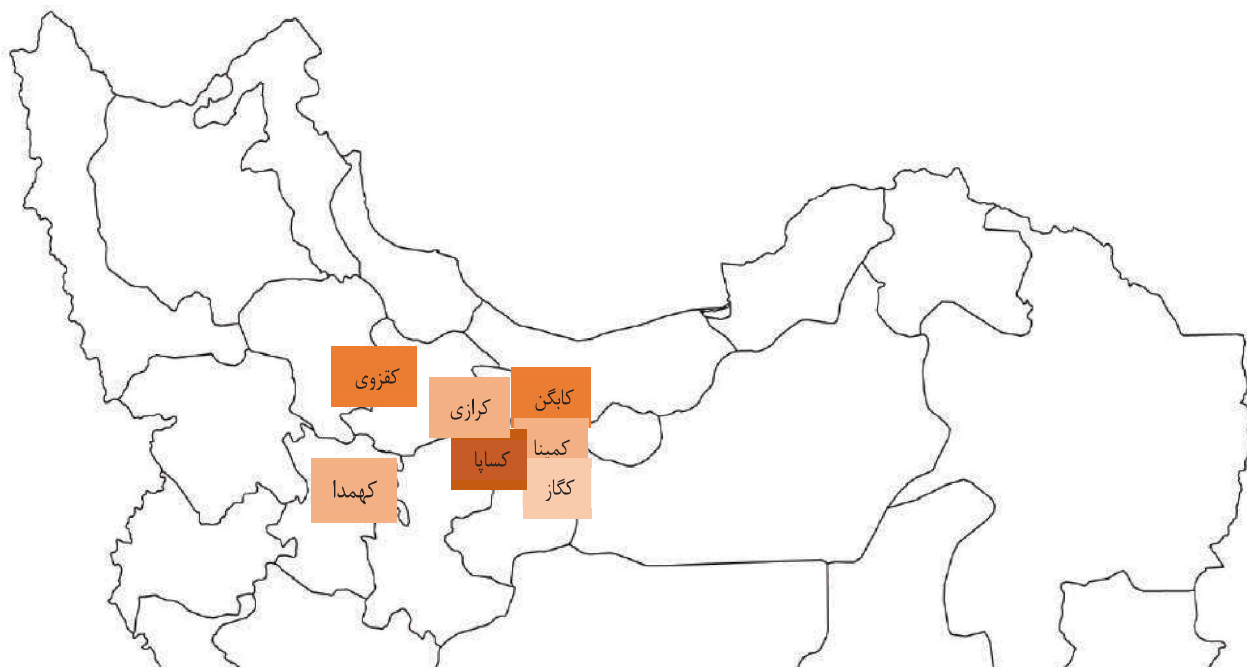 کقزوی
کابگن
کرازی
کمینا
کساپا
کگاز
کهمدا